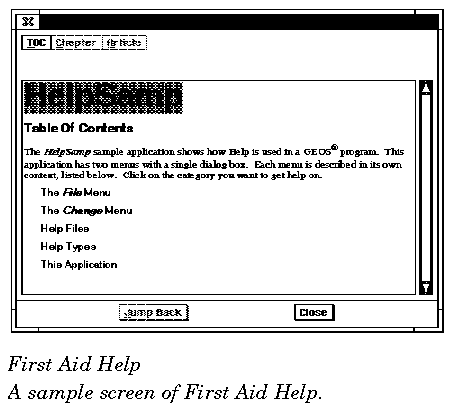 TOC Chapter Article
HelpSamp
Table Of Contents
The HelpSamp sample application shows how Help is used in a GEOS® program. This
application has two menus with a single dialog box. Each menu is described in its own
context, listed below. Click on the category you want to get help on.
The File Menu
The Change Menu
Help Files
Help Types
This Application
Jump Back Close
First Aid Help
A sample screen of First Aid Help.